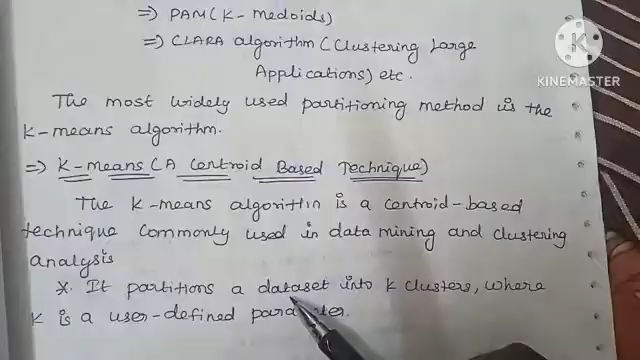 ⇒ PAM(K-Medoids)
⇒ CLARA algorithm (Clustering Large
Applications) etc.
KINEMASTER
The most widely used partitioning method is the
K-means algorithm.
⇒ K-means (A Centroid Based Technique)
The K-means algorithm is a centroid-based
technique commonly used in data mining and clustering
analysis
*. It partitions a dataset into K clusters, where
K is a user-defined parameter.